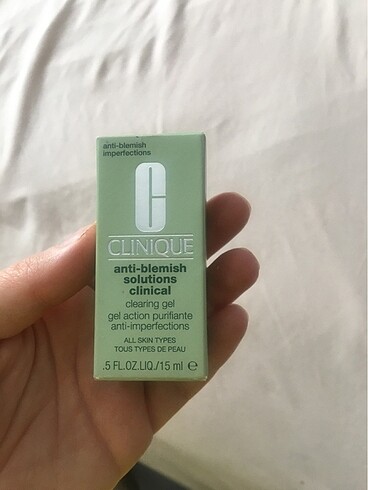 anti-blemish
imperfections
C
CLINIQUE
anti-blemish
solutions
clinical
clearing gel
gel action purifiante
anti-imperfections
ALL SKIN TYPES
TOUS TYPES DE PEAU
.5 FL.OZ.LIQ./15 ml ℮